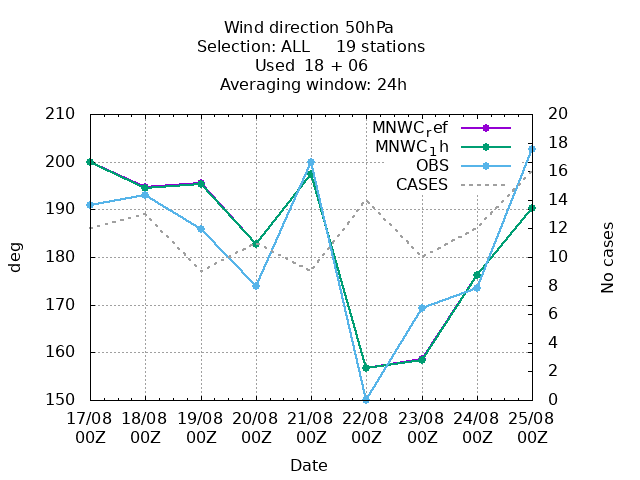 Wind direction 50hPa
Selection: ALL     19 stations
Used  18 + 06
Averaging window: 24h
210
200
190
180
170
160
150
20
18
16
14
12
10
8
6
4
2
0
MNWCref
MNWC1h
OBS
CASES
deg
No cases
17/08 18/08 19/08 20/08 21/08 22/08 23/08 24/08 25/08
00Z 00Z 00Z 00Z 00Z 00Z 00Z 00Z 00Z
Date